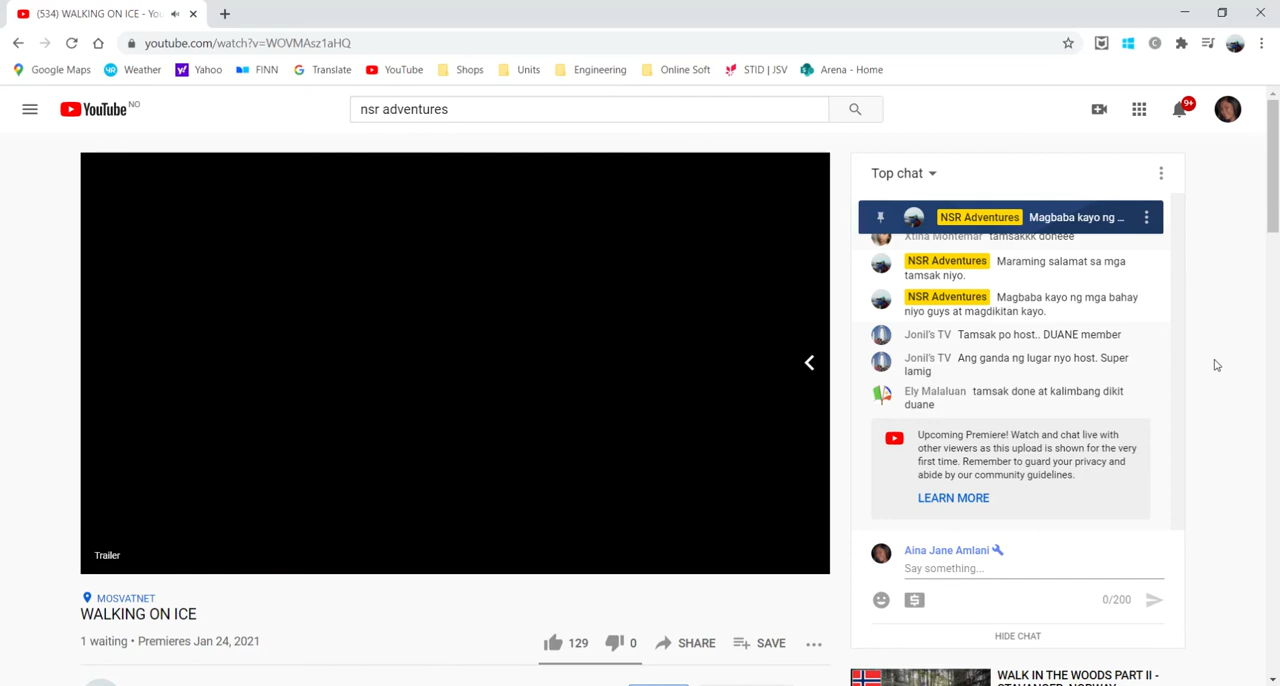 (534) WALKING ON ICE - You
youtube.com/watch?v=WOVMAsz1aHQ
Google Maps Weather Yahoo FINN Translate YouTube Shops Units Engineering Online Soft STID | JSV Arena - Home
YouTube NO
nsr adventures
9+
Top chat
NSR Adventures Magbaba kayo ng ...
Xtina Montemar tamsakkk doneee
NSR Adventures Maraming salamat sa mga
tamsak niyo.
NSR Adventures Magbaba kayo ng mga bahay
niyo guys at magdikitan kayo.
Jonil's TV Tamsak po host.. DUANE member
Jonil's TV Ang ganda ng lugar nyo host. Super
lamig
Ely Malaluan tamsak done at kalimbang dikit
duane
Upcoming Premiere! Watch and chat live with
other viewers as this upload is shown for the very
first time. Remember to guard your privacy and
abide by our community guidelines.
LEARN MORE
Trailer
Aina Jane Amlani
Say something...
0/200
HIDE CHAT
MOSVATNET
WALKING ON ICE
1 waiting • Premieres Jan 24, 2021
129 0 SHARE SAVE
WALK IN THE WOODS PART II -
STAVANGER, NORWAY